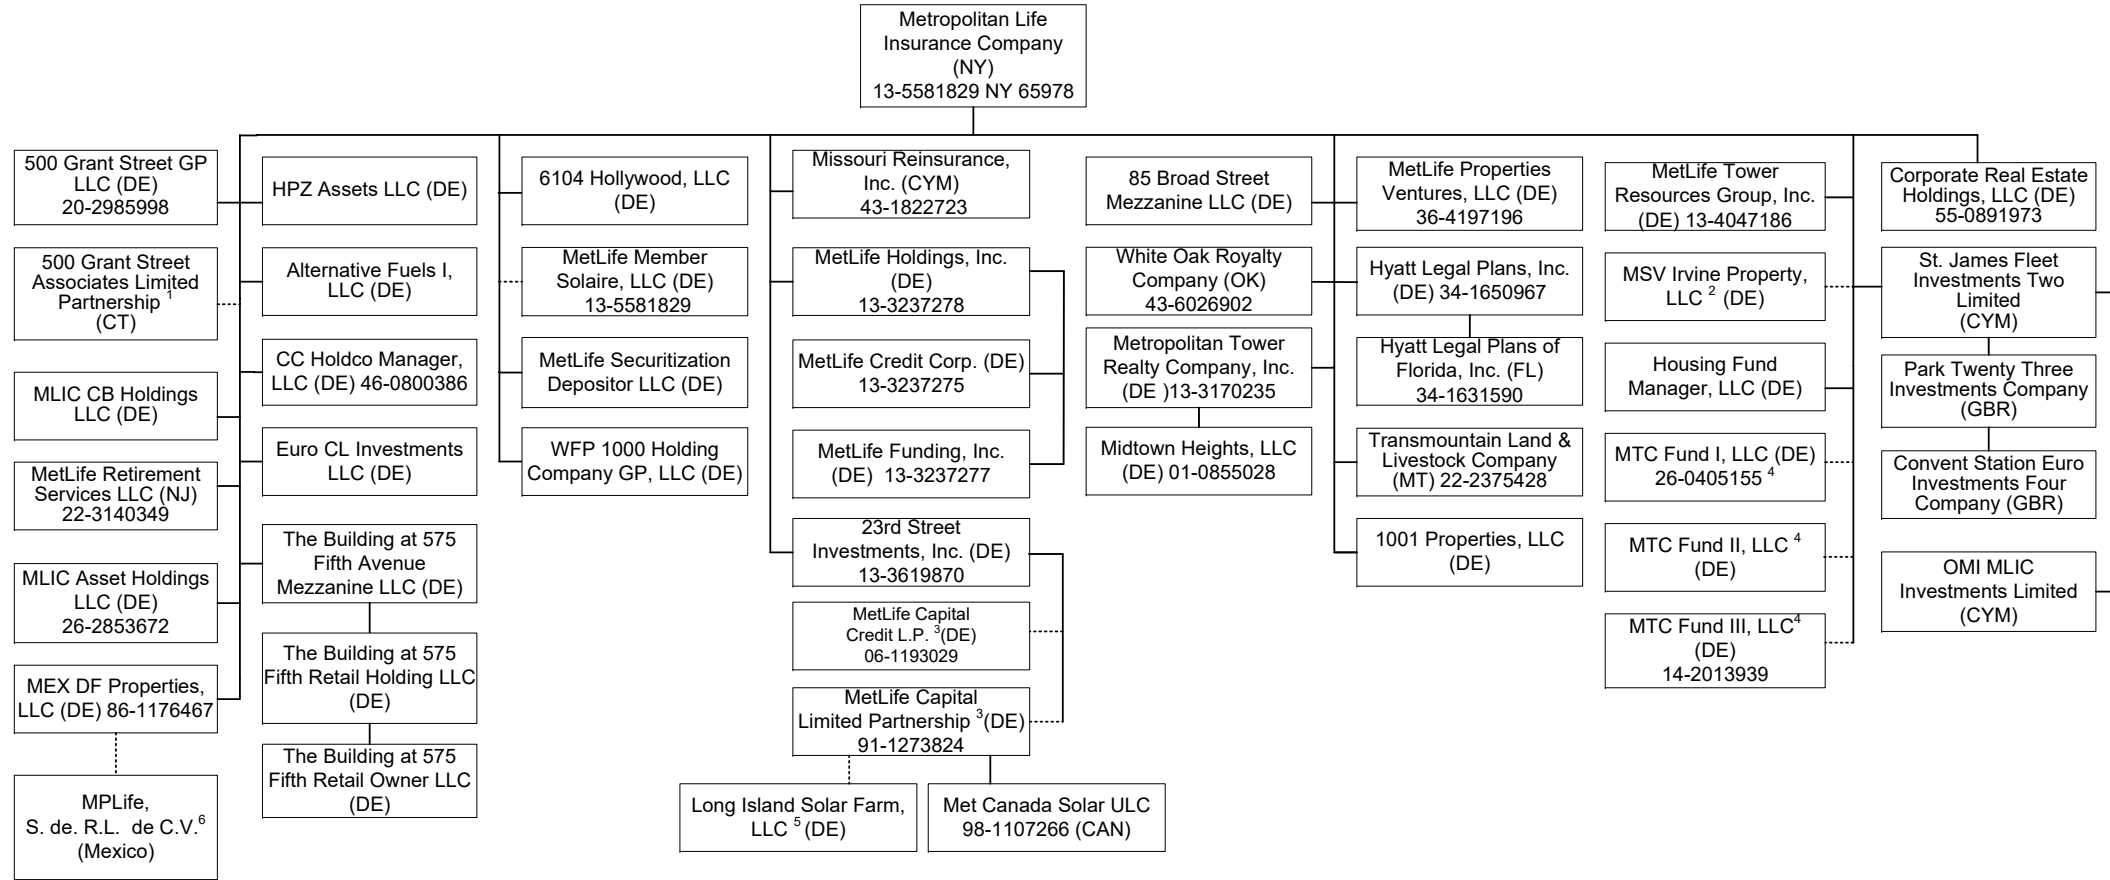 Metropolitan Life
Insurance Company
(NY)
13-5581829 NY 65978
500 Grant Street GP
LLC (DE)
20-2985998
500 Grant Street
Associates Limited
Partnership 1
(CT)
MLIC CB Holdings
LLC (DE)
MetLife Retirement
Services LLC (NJ)
22-3140349
MLIC Asset Holdings
LLC (DE)
26-2853672
MEX DF Properties,
LLC (DE) 86-1176467
MPLife,
S. de. R.L. de C.V.6
(Mexico)
HPZ Assets LLC (DE)
Alternative Fuels I,
LLC (DE)
CC Holdco Manager,
LLC (DE) 46-0800386
Euro CL Investments
LLC (DE)
The Building at 575
Fifth Avenue
Mezzanine LLC (DE)
The Building at 575
Fifth Retail Holding LLC
(DE)
The Building at 575
Fifth Retail Owner LLC
(DE)
6104 Hollywood, LLC
(DE)
MetLife Member
Solaire, LLC (DE)
13-5581829
MetLife Securitization
Depositor LLC (DE)
WFP 1000 Holding
Company GP, LLC (DE)
Missouri Reinsurance,
Inc. (CYM)
43-1822723
MetLife Holdings, Inc.
(DE)
13-3237278
MetLife Credit Corp. (DE)
13-3237275
MetLife Funding, Inc.
(DE) 13-3237277
23rd Street
Investments, Inc. (DE)
13-3619870
MetLife Capital
Credit L.P. 3(DE)
06-1193029
MetLife Capital
Limited Partnership 3(DE)
91-1273824
Long Island Solar Farm,
LLC 5 (DE)
Met Canada Solar ULC
98-1107266 (CAN)
85 Broad Street
Mezzanine LLC (DE)
White Oak Royalty
Company (OK)
43-6026902
Metropolitan Tower
Realty Company, Inc.
(DE )13-3170235
Midtown Heights, LLC
(DE) 01-0855028
MetLife Properties
Ventures, LLC (DE)
36-4197196
Hyatt Legal Plans, Inc.
(DE) 34-1650967
Hyatt Legal Plans of
Florida, Inc. (FL)
34-1631590
Transmountain Land &
Livestock Company
(MT) 22-2375428
1001 Properties, LLC
(DE)
MetLife Tower
Resources Group, Inc.
(DE) 13-4047186
MSV Irvine Property,
LLC 2 (DE)
Housing Fund
Manager, LLC (DE)
MTC Fund I, LLC (DE)
26-0405155 4
MTC Fund II, LLC 4
(DE)
MTC Fund III, LLC4
(DE)
14-2013939
Corporate Real Estate
Holdings, LLC (DE)
55-0891973
St. James Fleet
Investments Two
Limited
(CYM)
Park Twenty Three
Investments Company
(GBR)
Convent Station Euro
Investments Four
Company (GBR)
OMI MLIC
Investments Limited
(CYM)